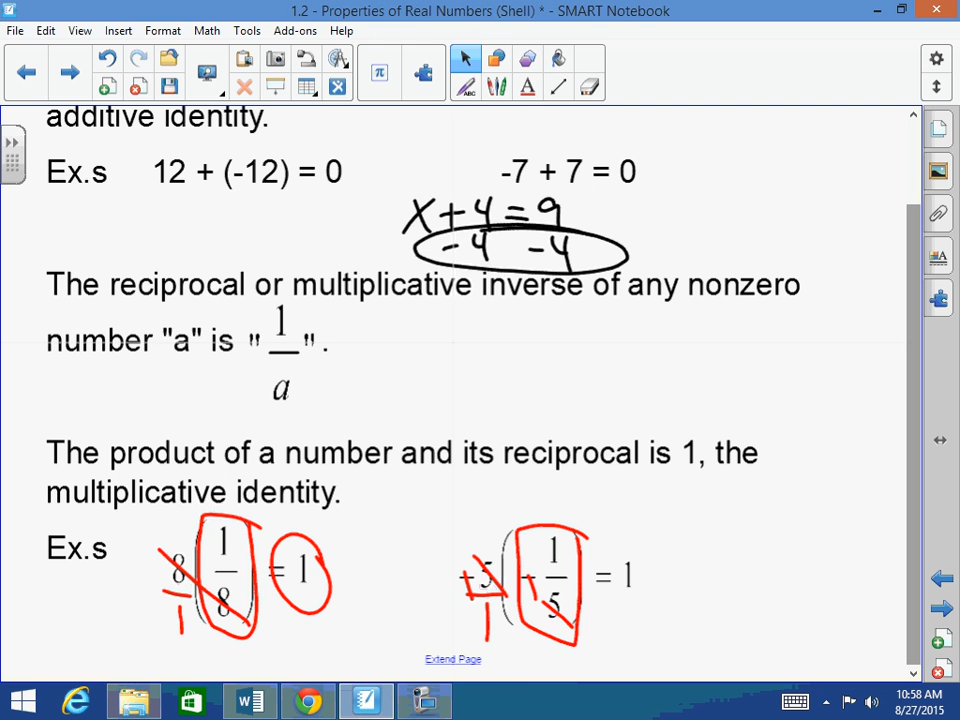 1.2 - Properties of Real Numbers (Shell) * - SMART Notebook
File Edit View Insert Format Math Tools Add-ons Help
additive identity.
Ex.s 12 + (-12) = 0 -7 + 7 = 0
x + 4 = 9
-4 -4
The reciprocal or multiplicative inverse of any nonzero
number "a" is " 1/a ".
The product of a number and its reciprocal is 1, the
multiplicative identity.
Ex.s 8(1/8) = 1 -5(-1/5) = 1
1 1
Extend Page
10:58 AM
8/27/2015